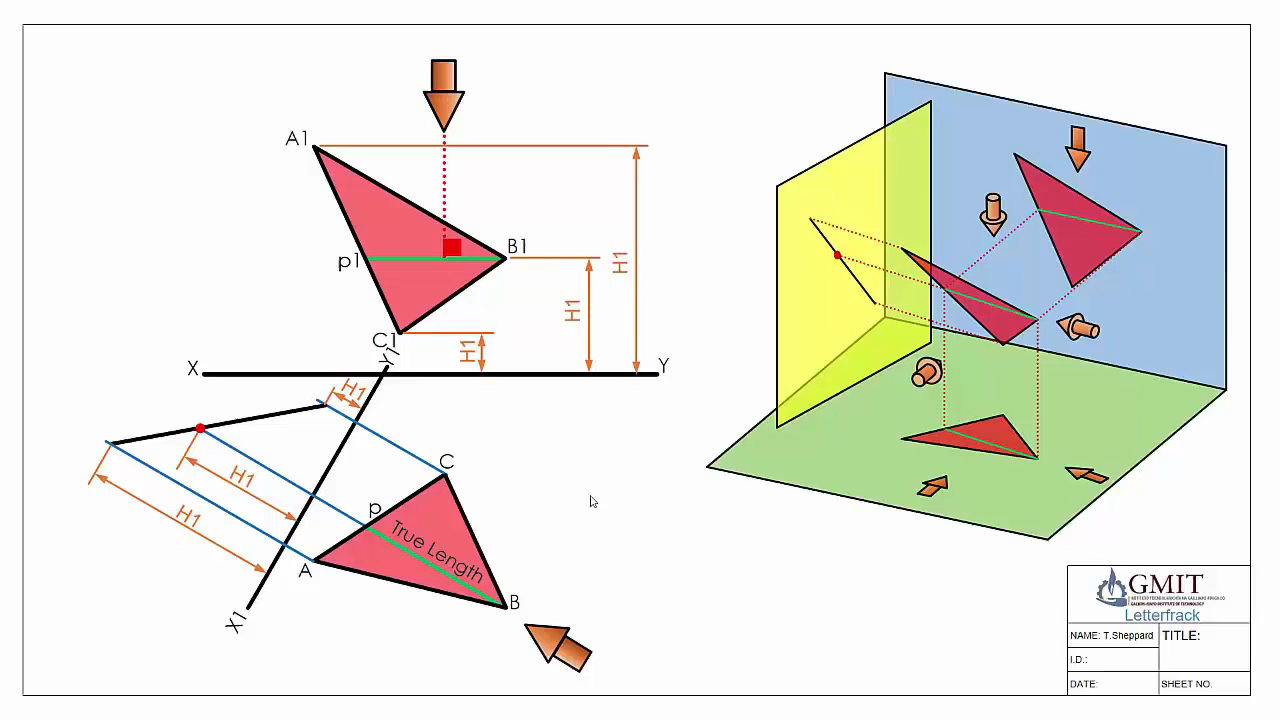 A1
B1
p1
H1
H1
C1
H1
Y1
X
Y
H1
C
H1
p
H1
True Length
A
B
X1
GMIT
Letterfrack
NAME: T.Sheppard
TITLE:
I.D.:
DATE:
SHEET NO.